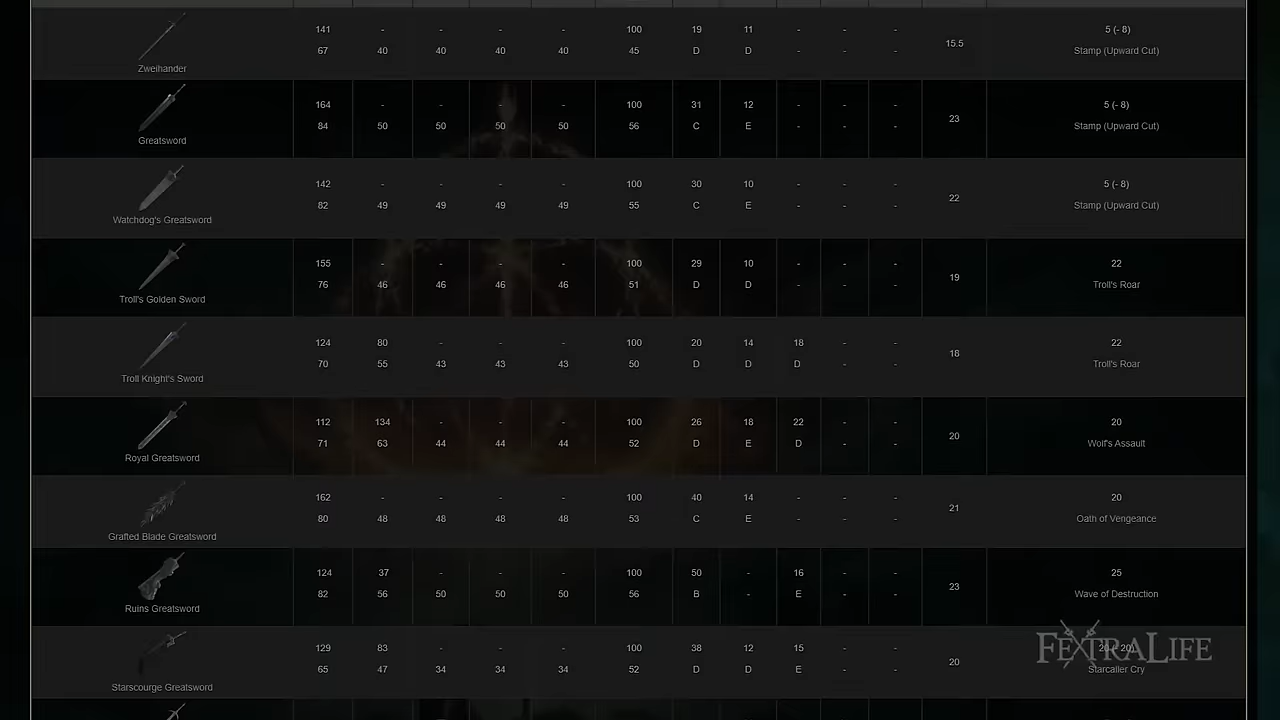 141 - - - - 100 19 11 - - - 15.5 5 (- 8)
67 40 40 40 40 45 D D - - - Stamp (Upward Cut)
Zweihander
164 - - - - 100 31 12 - - - 23 5 (- 8)
84 50 50 50 50 56 C E - - - Stamp (Upward Cut)
Greatsword
142 - - - - 100 30 10 - - - 22 5 (- 8)
82 49 49 49 49 55 C E - - - Stamp (Upward Cut)
Watchdog's Greatsword
155 - - - - 100 29 10 - - - 19 22
76 46 46 46 46 51 D D - - - Troll's Roar
Troll's Golden Sword
124 80 - - - 100 20 14 18 - - 18 22
70 55 43 43 43 50 D D D - - Troll's Roar
Troll Knight's Sword
112 134 - - - 100 26 18 22 - - 20 20
71 63 44 44 44 52 D E D - - Wolf's Assault
Royal Greatsword
162 - - - - 100 40 14 - - - 21 20
80 48 48 48 48 53 C E - - - Oath of Vengeance
Grafted Blade Greatsword
124 37 - - - 100 50 - 16 - - 23 25
82 56 50 50 50 56 B - E - - Wave of Destruction
Ruins Greatsword
129 83 - - - 100 38 12 15 - - 20 20 (- 20)
65 47 34 34 34 52 D D E - - Starcaller Cry
Starscourge Greatsword
FEXTRALIFE